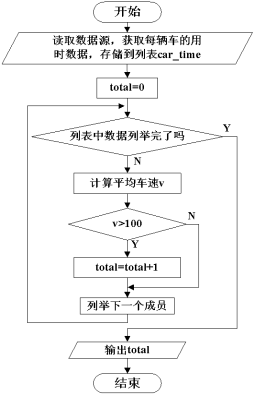 开始
读取数据源，获取每辆车的用
时数据，存储到列表car_time
total=0
列表中数据列举完了吗
Y
N
计算平均车速v
v>100
N
Y
total=total+1
列举下一个成员
输出total
结束